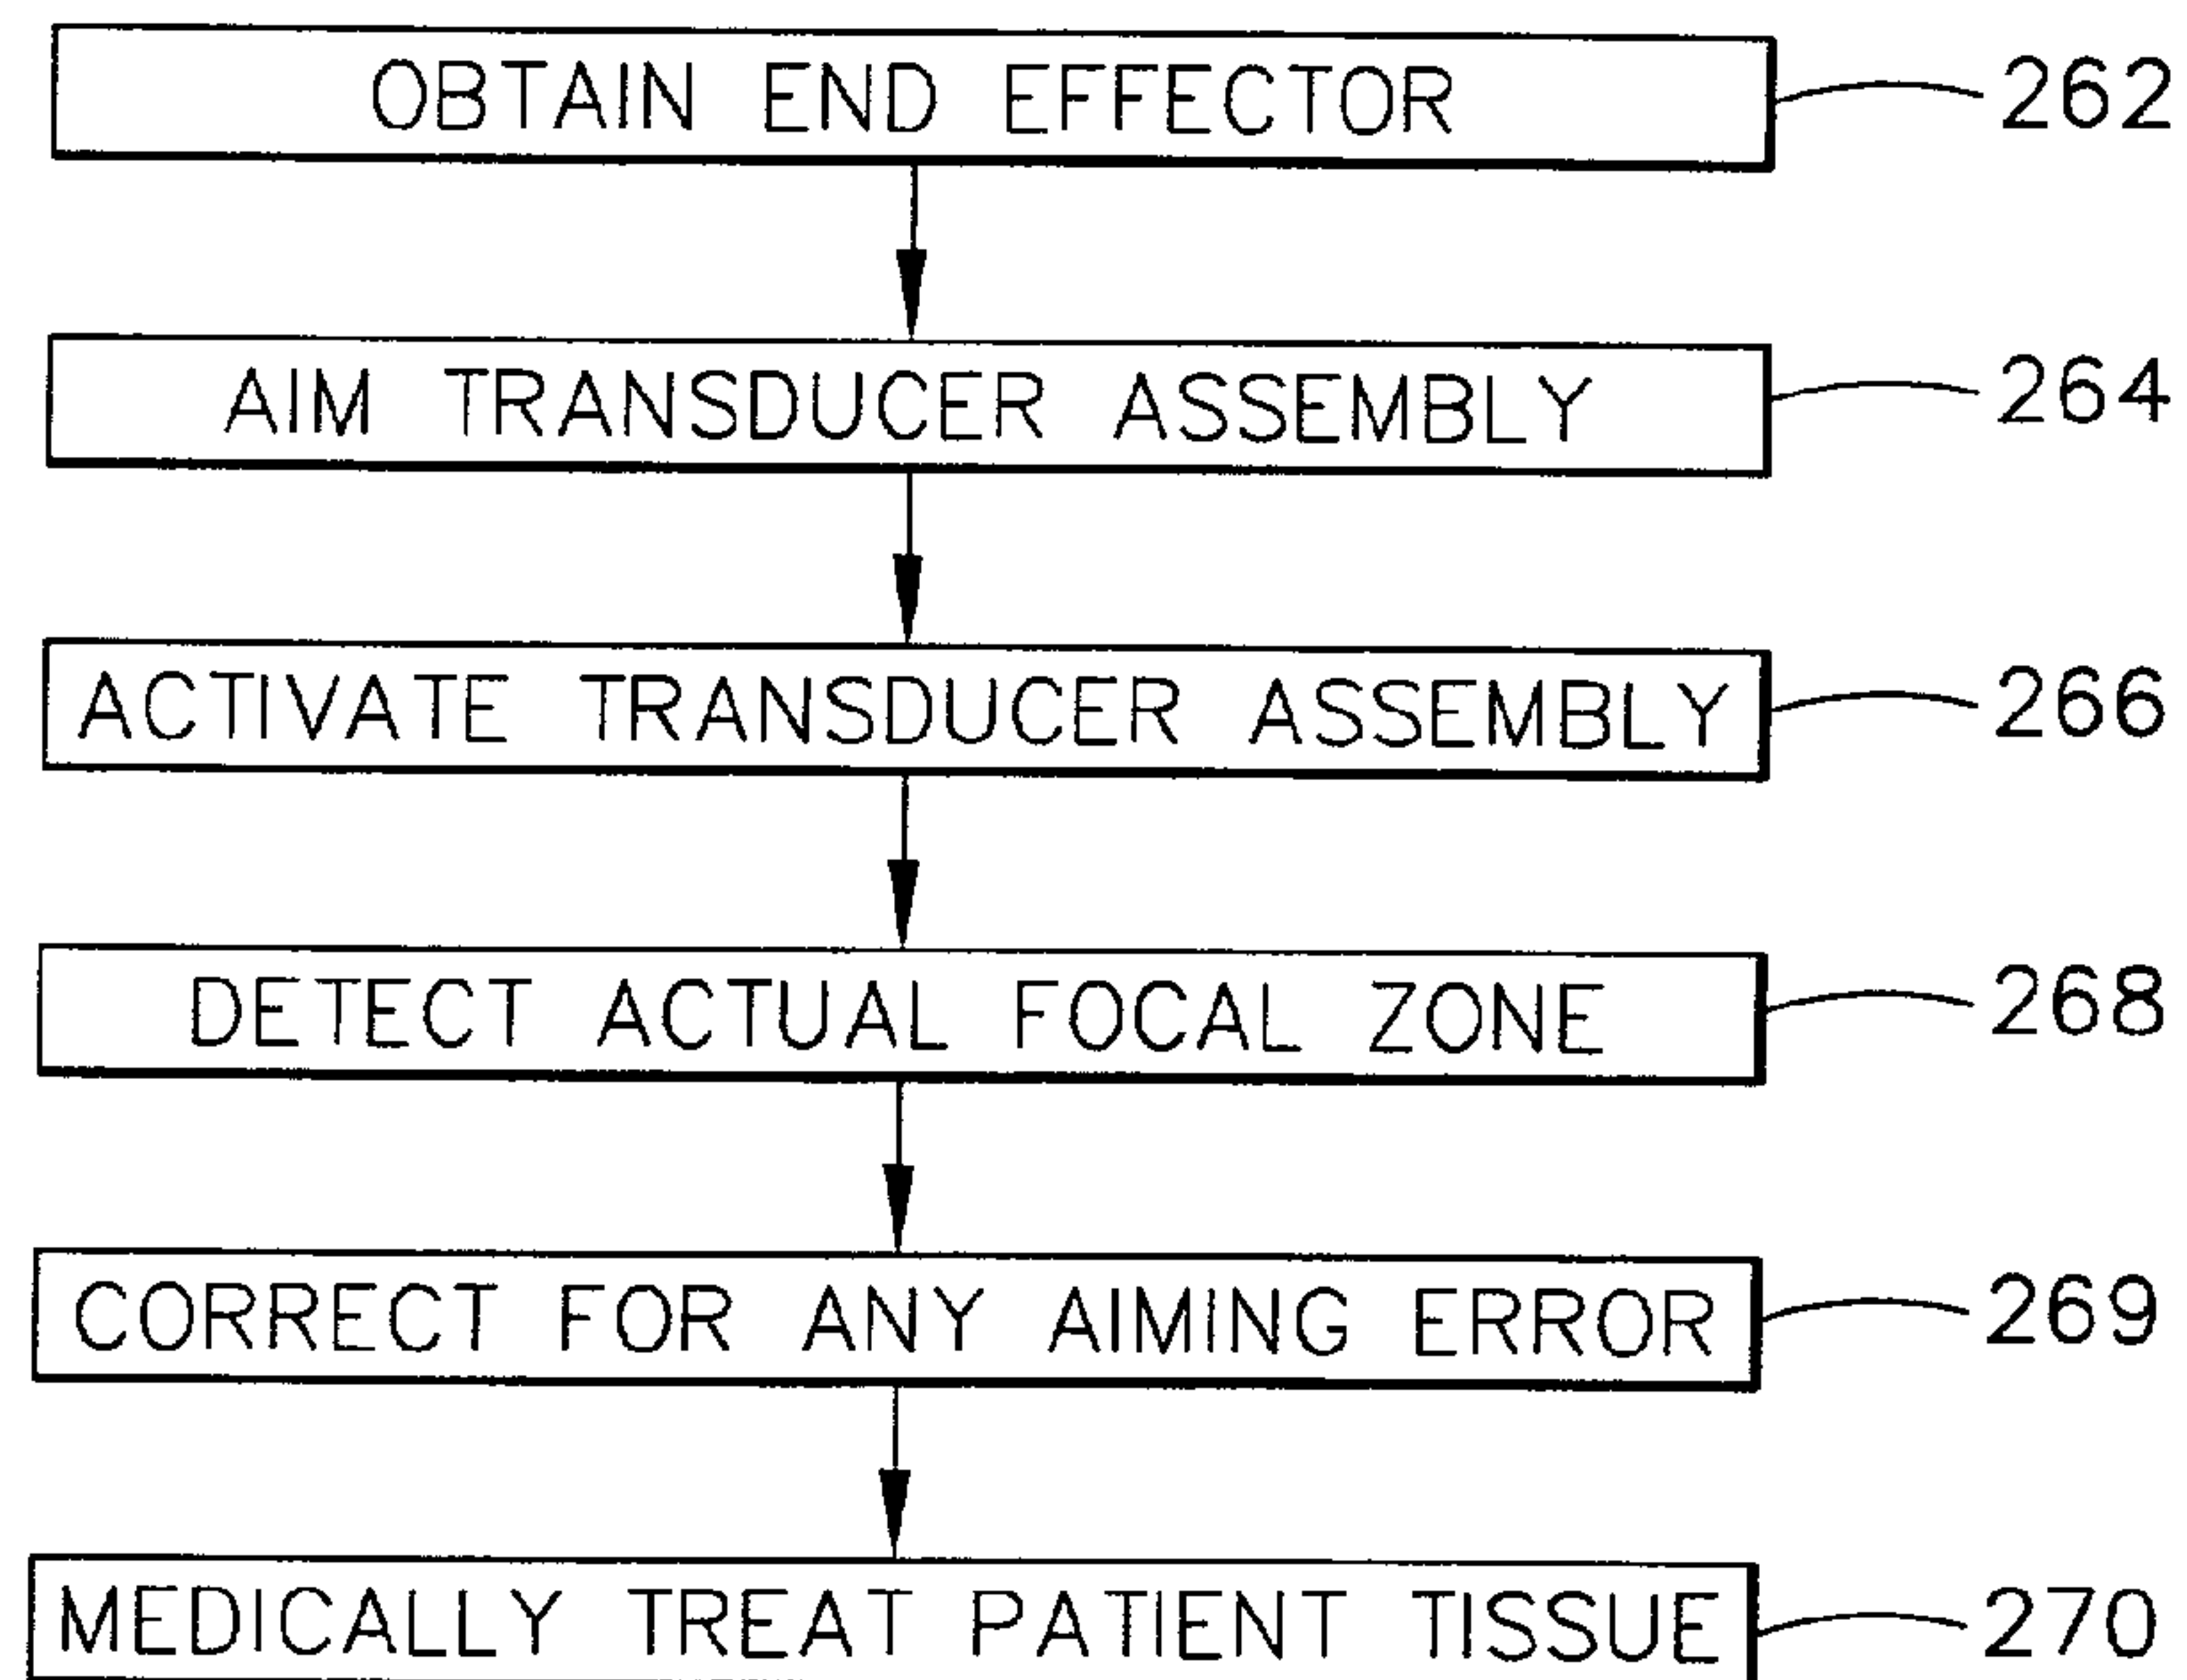 OBTAIN END EFFECTOR 262
AIM TRANSDUCER ASSEMBLY 264
ACTIVATE TRANSDUCER ASSEMBLY 266
DETECT ACTUAL FOCAL ZONE 268
CORRECT FOR ANY AIMING ERROR 269
MEDICALLY TREAT PATIENT TISSUE 270